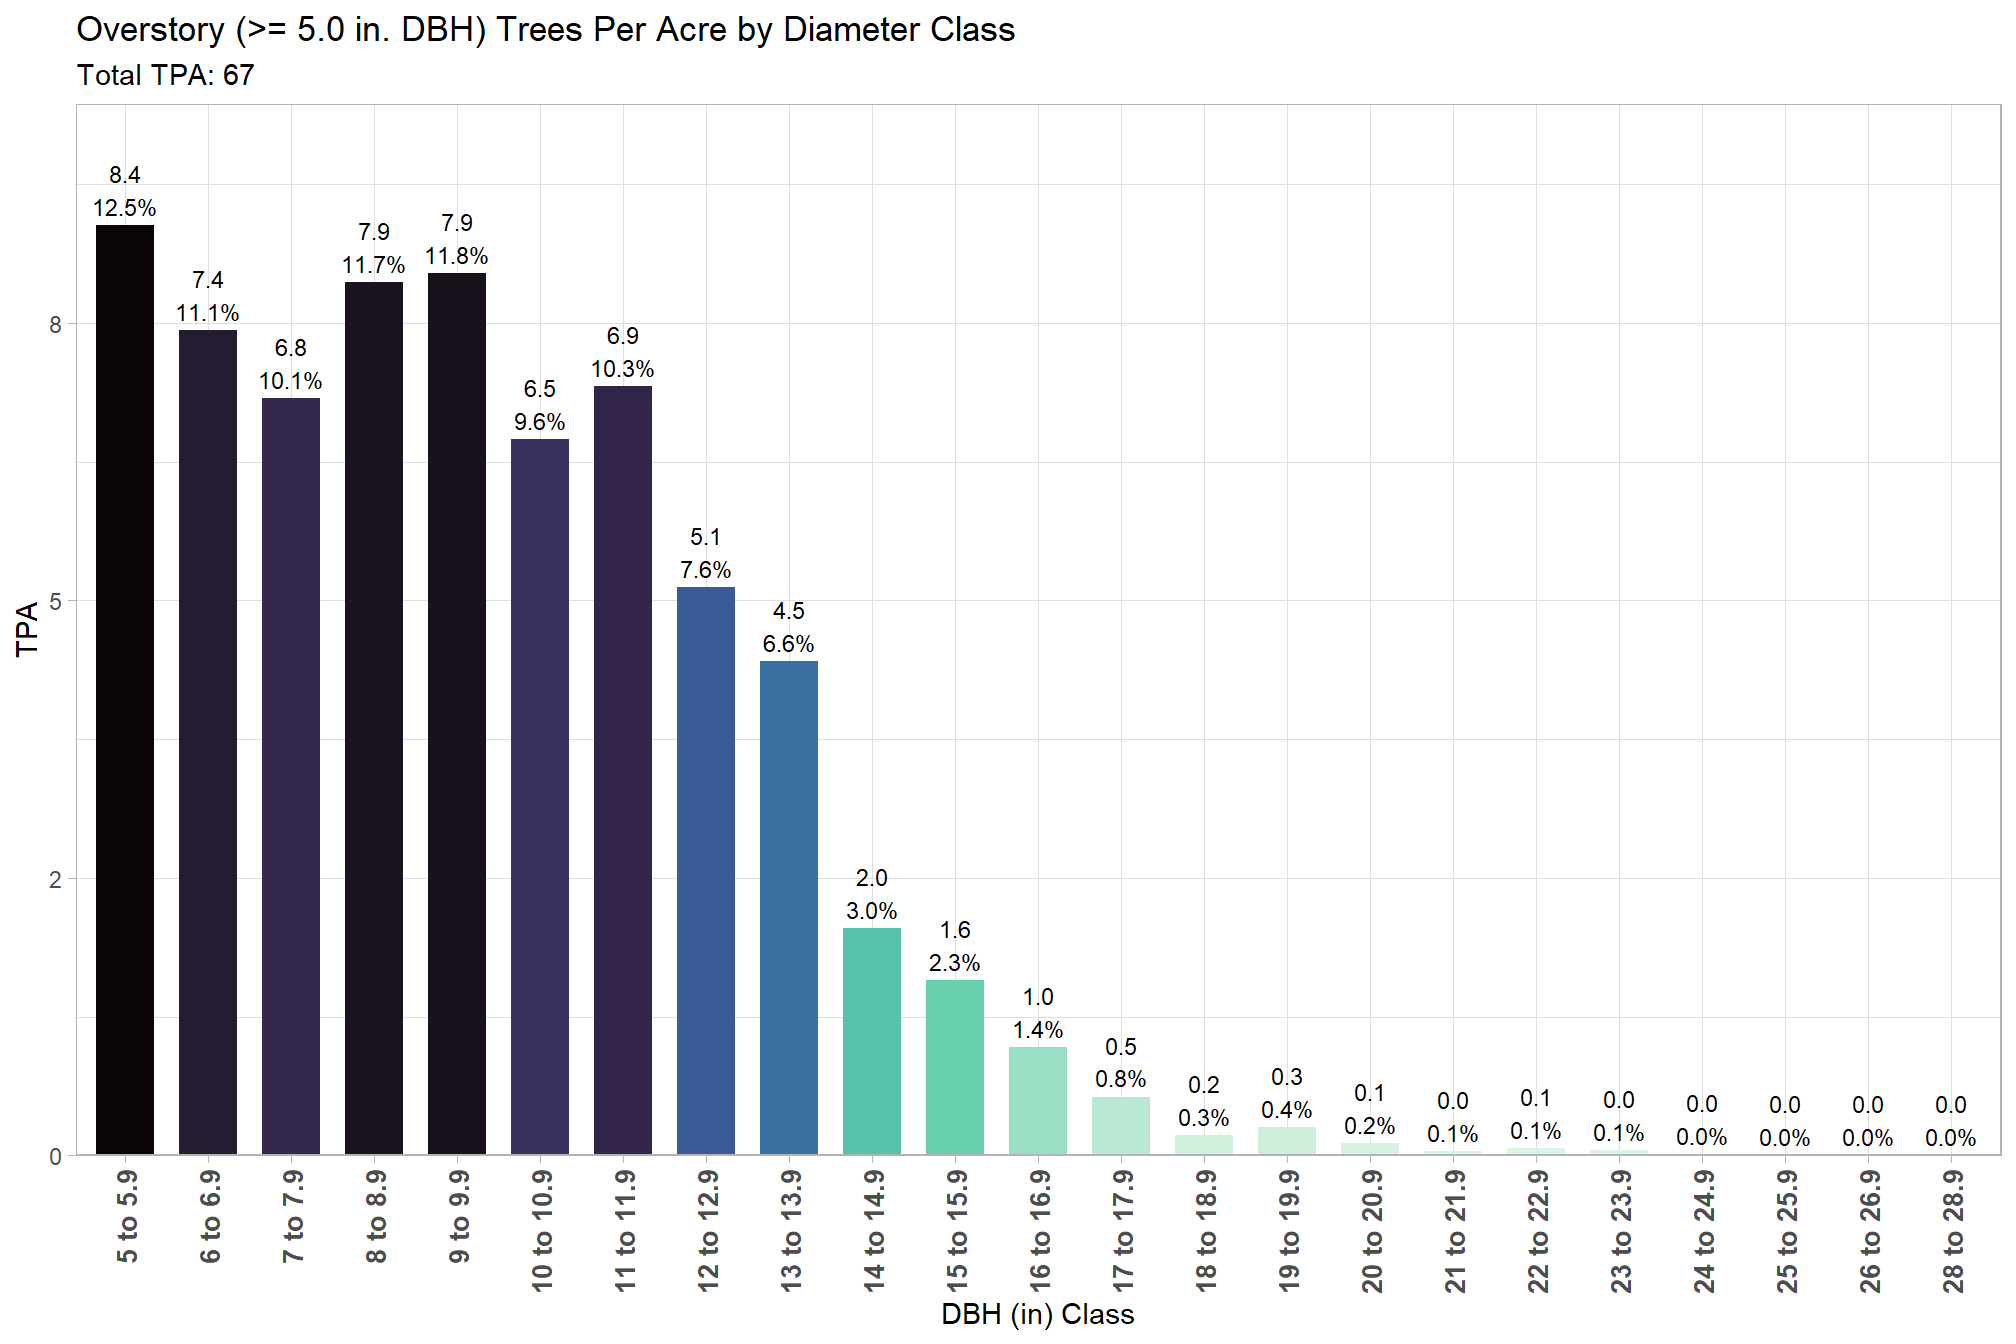 Overstory (>= 5.0 in. DBH) Trees Per Acre by Diameter Class
Total TPA: 67
TPA
8
5
2
0
8.4
12.5%
7.4
11.1%
6.8
10.1%
7.9
11.7%
7.9
11.8%
6.5
9.6%
6.9
10.3%
5.1
7.6%
4.5
6.6%
2.0
3.0%
1.6
2.3%
1.0
1.4%
0.5
0.8%
0.2
0.3%
0.3
0.4%
0.1
0.2%
0.0
0.1%
0.1
0.1%
0.0
0.1%
0.0
0.0%
0.0
0.0%
0.0
0.0%
0.0
0.0%
5 to 5.9
6 to 6.9
7 to 7.9
8 to 8.9
9 to 9.9
10 to 10.9
11 to 11.9
12 to 12.9
13 to 13.9
14 to 14.9
15 to 15.9
16 to 16.9
17 to 17.9
18 to 18.9
19 to 19.9
20 to 20.9
21 to 21.9
22 to 22.9
23 to 23.9
24 to 24.9
25 to 25.9
26 to 26.9
28 to 28.9
DBH (in) Class